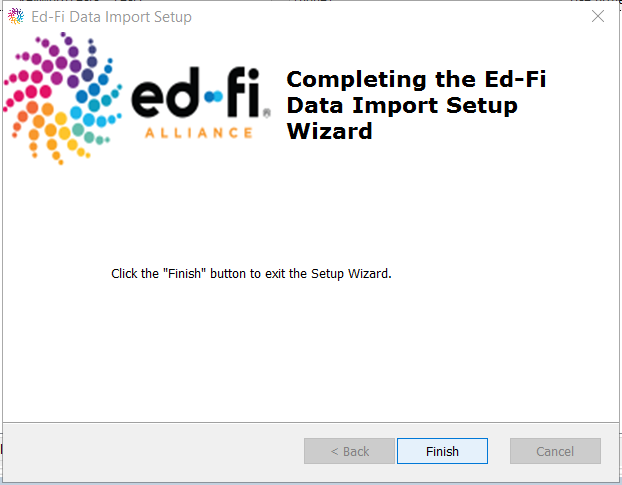 Ed-Fi Data Import Setup
ed-fi®
ALLIANCE
Completing the Ed-Fi
Data Import Setup
Wizard
Click the "Finish" button to exit the Setup Wizard.
< Back
Finish
Cancel